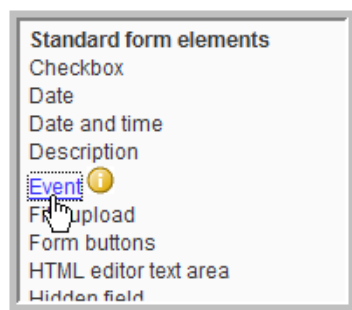 Standard form elements
Checkbox
Date
Date and time
Description
Event
File upload
Form buttons
HTML editor text area
Hidden field